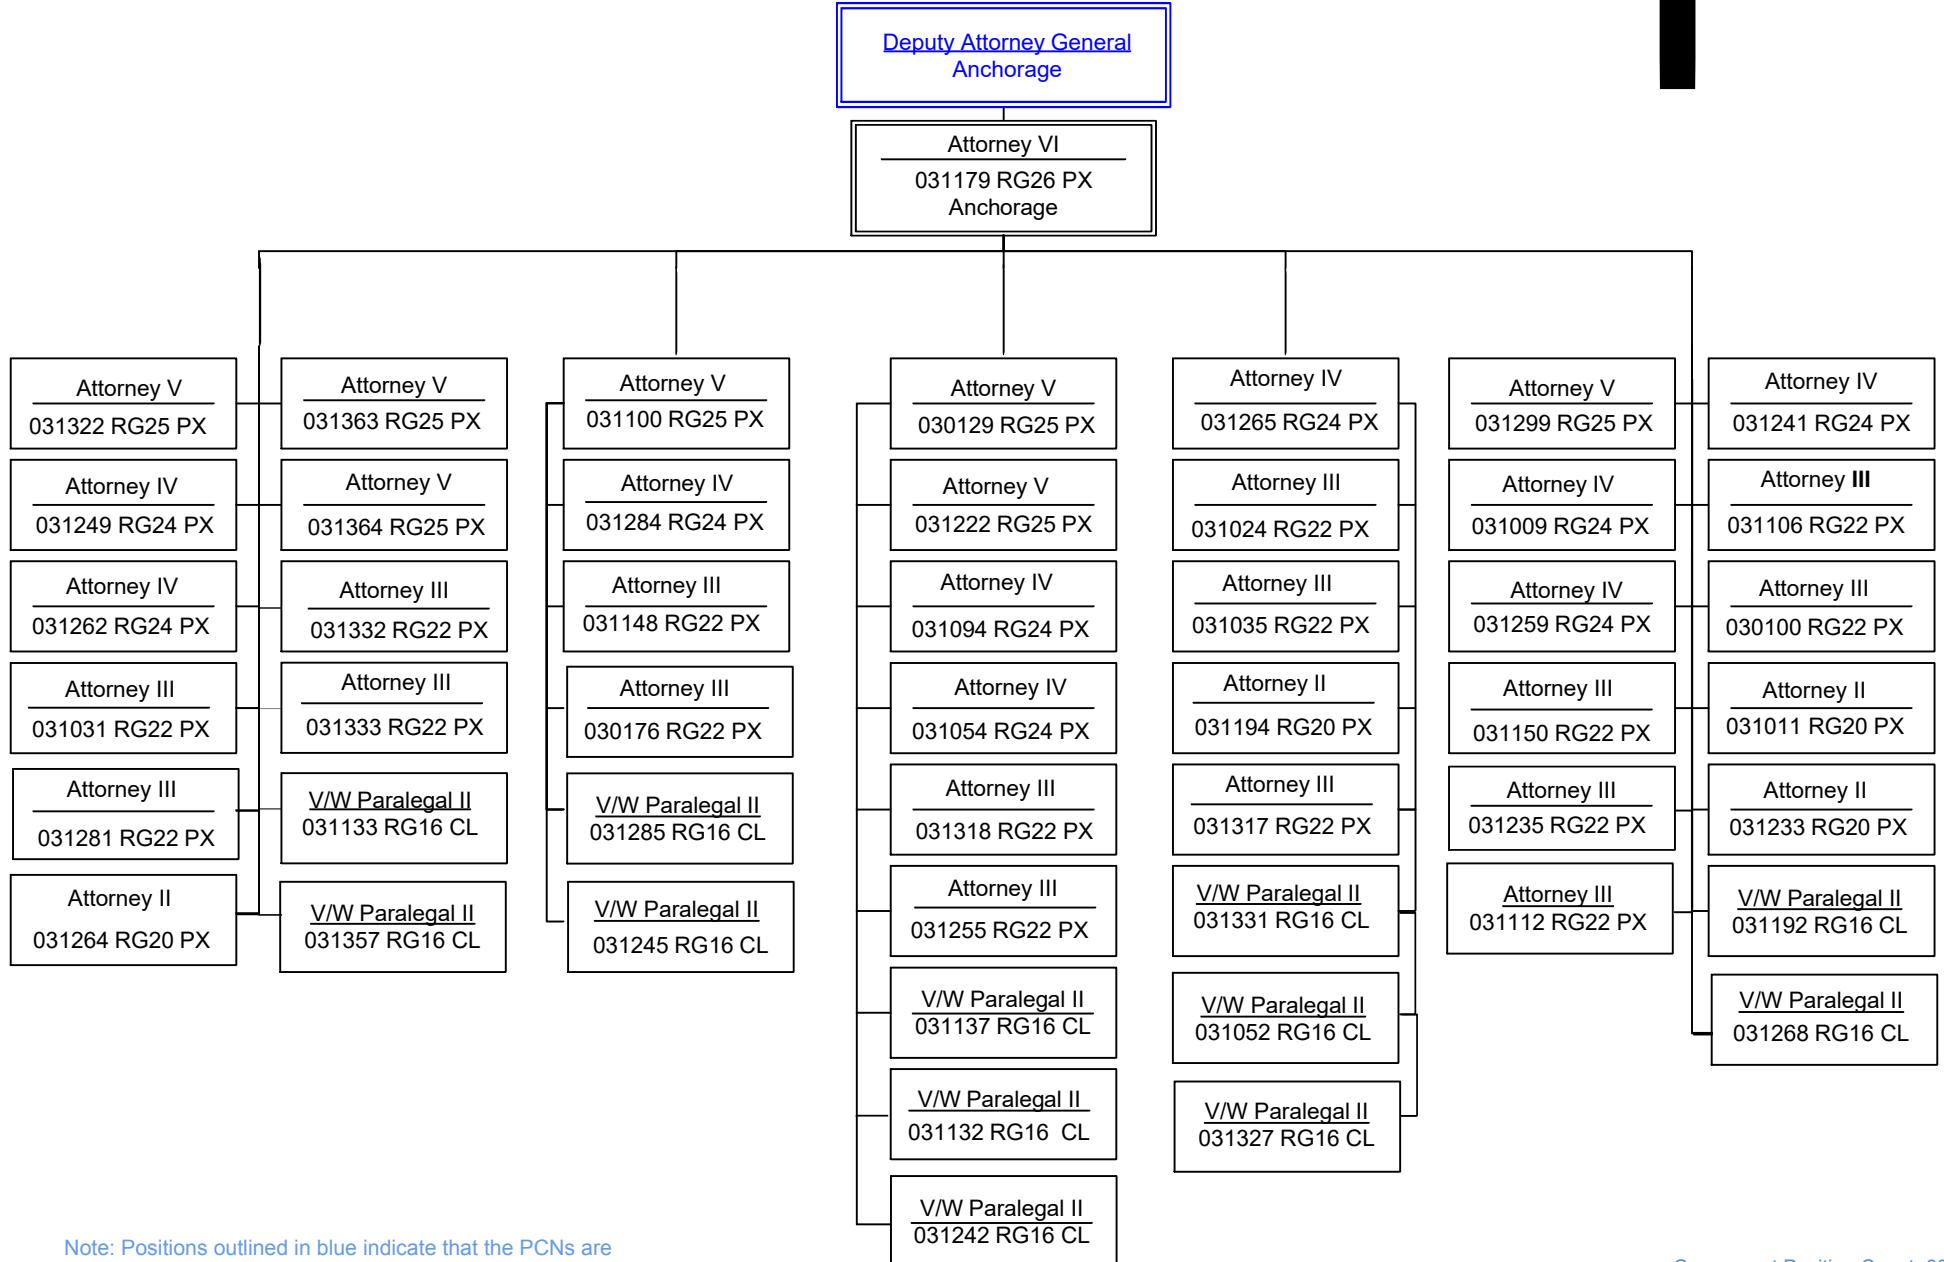 Deputy Attorney General
Anchorage
Attorney VI
031179 RG26 PX
Anchorage
Attorney V
031322 RG25 PX
Attorney IV
031249 RG24 PX
Attorney IV
031262 RG24 PX
Attorney III
031031 RG22 PX
Attorney III
031281 RG22 PX
Attorney II
031264 RG20 PX
Attorney V
031363 RG25 PX
Attorney V
031364 RG25 PX
Attorney III
031332 RG22 PX
Attorney III
031333 RG22 PX
V/W Paralegal II
031133 RG16 CL
V/W Paralegal II
031357 RG16 CL
Attorney V
031100 RG25 PX
Attorney IV
031284 RG24 PX
Attorney III
031148 RG22 PX
Attorney III
030176 RG22 PX
V/W Paralegal II
031285 RG16 CL
V/W Paralegal II
031245 RG16 CL
Attorney V
030129 RG25 PX
Attorney V
031222 RG25 PX
Attorney IV
031094 RG24 PX
Attorney IV
031054 RG24 PX
Attorney III
031318 RG22 PX
Attorney III
031255 RG22 PX
V/W Paralegal II
031137 RG16 CL
V/W Paralegal II
031132 RG16 CL
V/W Paralegal II
031242 RG16 CL
Attorney IV
031265 RG24 PX
Attorney III
031024 RG22 PX
Attorney III
031035 RG22 PX
Attorney II
031194 RG20 PX
Attorney III
031317 RG22 PX
V/W Paralegal II
031331 RG16 CL
V/W Paralegal II
031052 RG16 CL
V/W Paralegal II
031327 RG16 CL
Attorney V
031299 RG25 PX
Attorney IV
031009 RG24 PX
Attorney IV
031259 RG24 PX
Attorney III
031150 RG22 PX
Attorney III
031235 RG22 PX
Attorney III
031112 RG22 PX
Attorney IV
031241 RG24 PX
Attorney III
031106 RG22 PX
Attorney III
030100 RG22 PX
Attorney II
031011 RG20 PX
Attorney II
031233 RG20 PX
V/W Paralegal II
031192 RG16 CL
V/W Paralegal II
031268 RG16 CL
Note: Positions outlined in blue indicate that the PCNs are